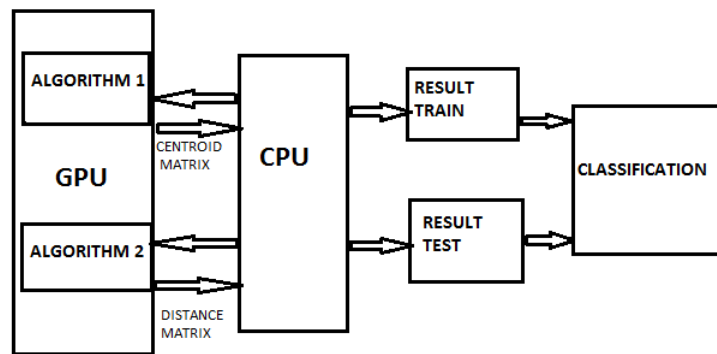 ALGORITHM 1
GPU
ALGORITHM 2
CENTROID
MATRIX
DISTANCE
MATRIX
CPU
RESULT
TRAIN
RESULT
TEST
CLASSIFICATION